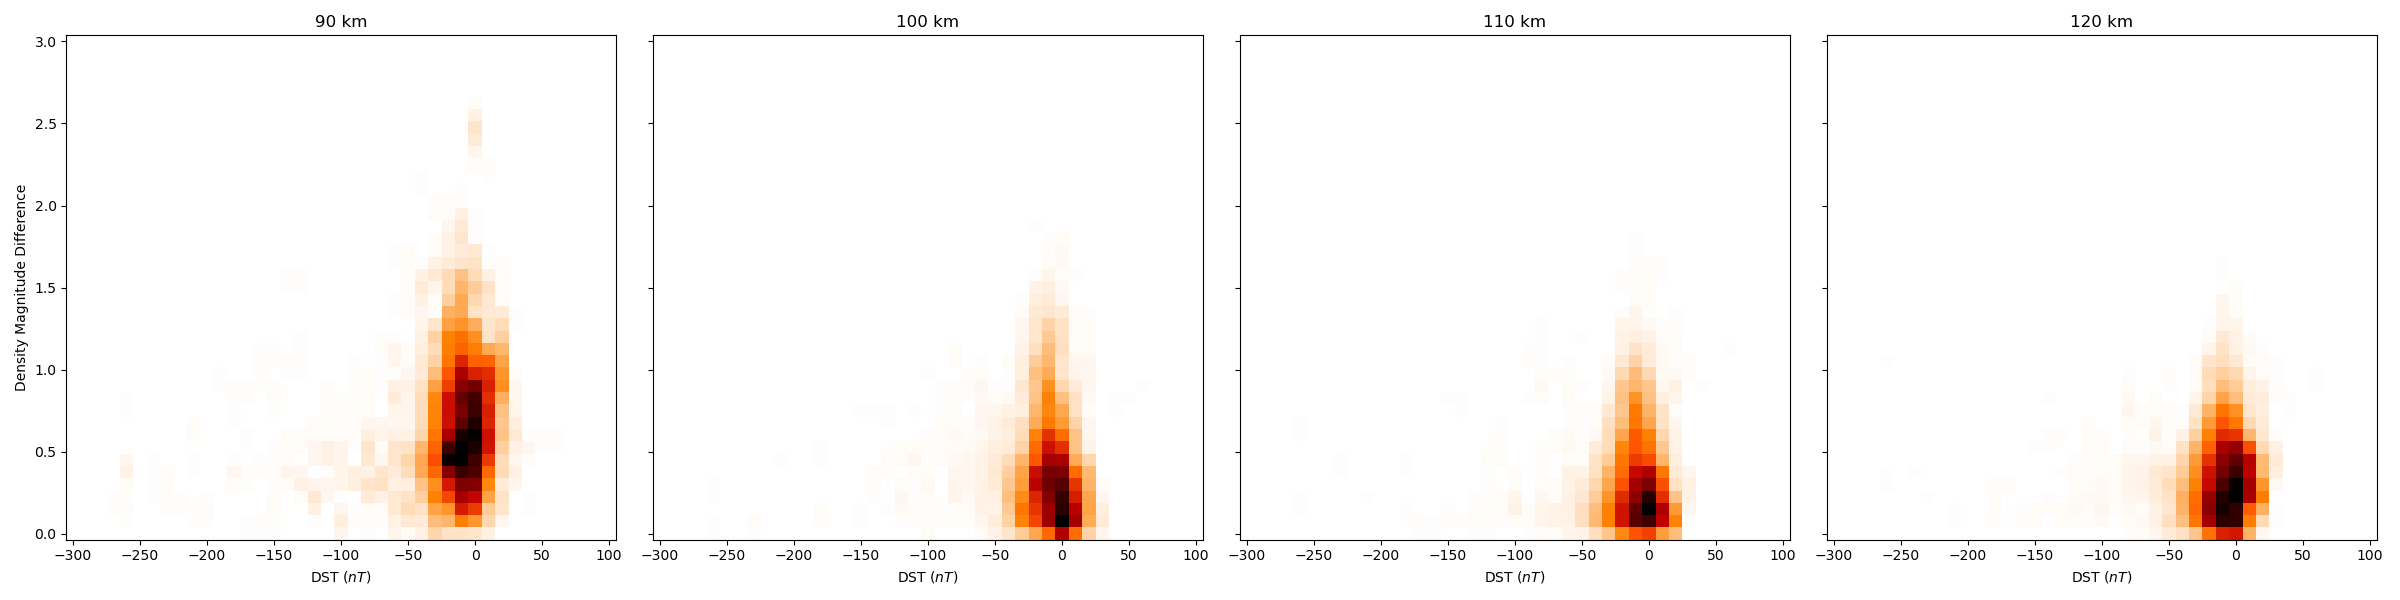 90 km
100 km
110 km
120 km
Density Magnitude Difference
3.0
2.5
2.0
1.5
1.0
0.5
0.0
−300 −250 −200 −150 −100 −50 0 50 100
−300 −250 −200 −150 −100 −50 0 50 100
−300 −250 −200 −150 −100 −50 0 50 100
−300 −250 −200 −150 −100 −50 0 50 100
DST (nT)
DST (nT)
DST (nT)
DST (nT)